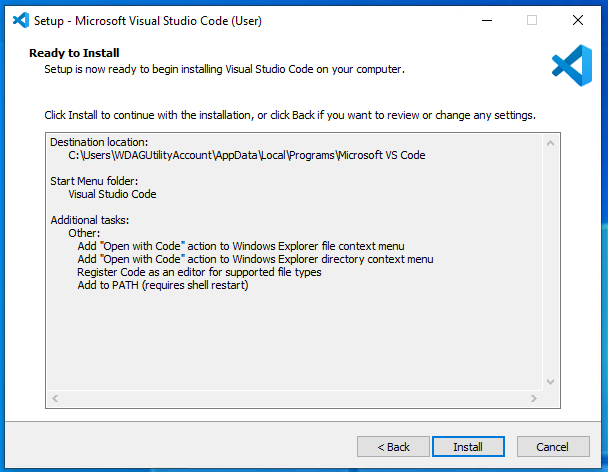 Setup - Microsoft Visual Studio Code (User)
Ready to Install
Setup is now ready to begin installing Visual Studio Code on your computer.
Click Install to continue with the installation, or click Back if you want to review or change any settings.
Destination location:
C:\Users\WDAGUtilityAccount\AppData\Local\Programs\Microsoft VS Code
Start Menu folder:
Visual Studio Code
Additional tasks:
Other:
Add "Open with Code" action to Windows Explorer file context menu
Add "Open with Code" action to Windows Explorer directory context menu
Register Code as an editor for supported file types
Add to PATH (requires shell restart)
< Back Install Cancel